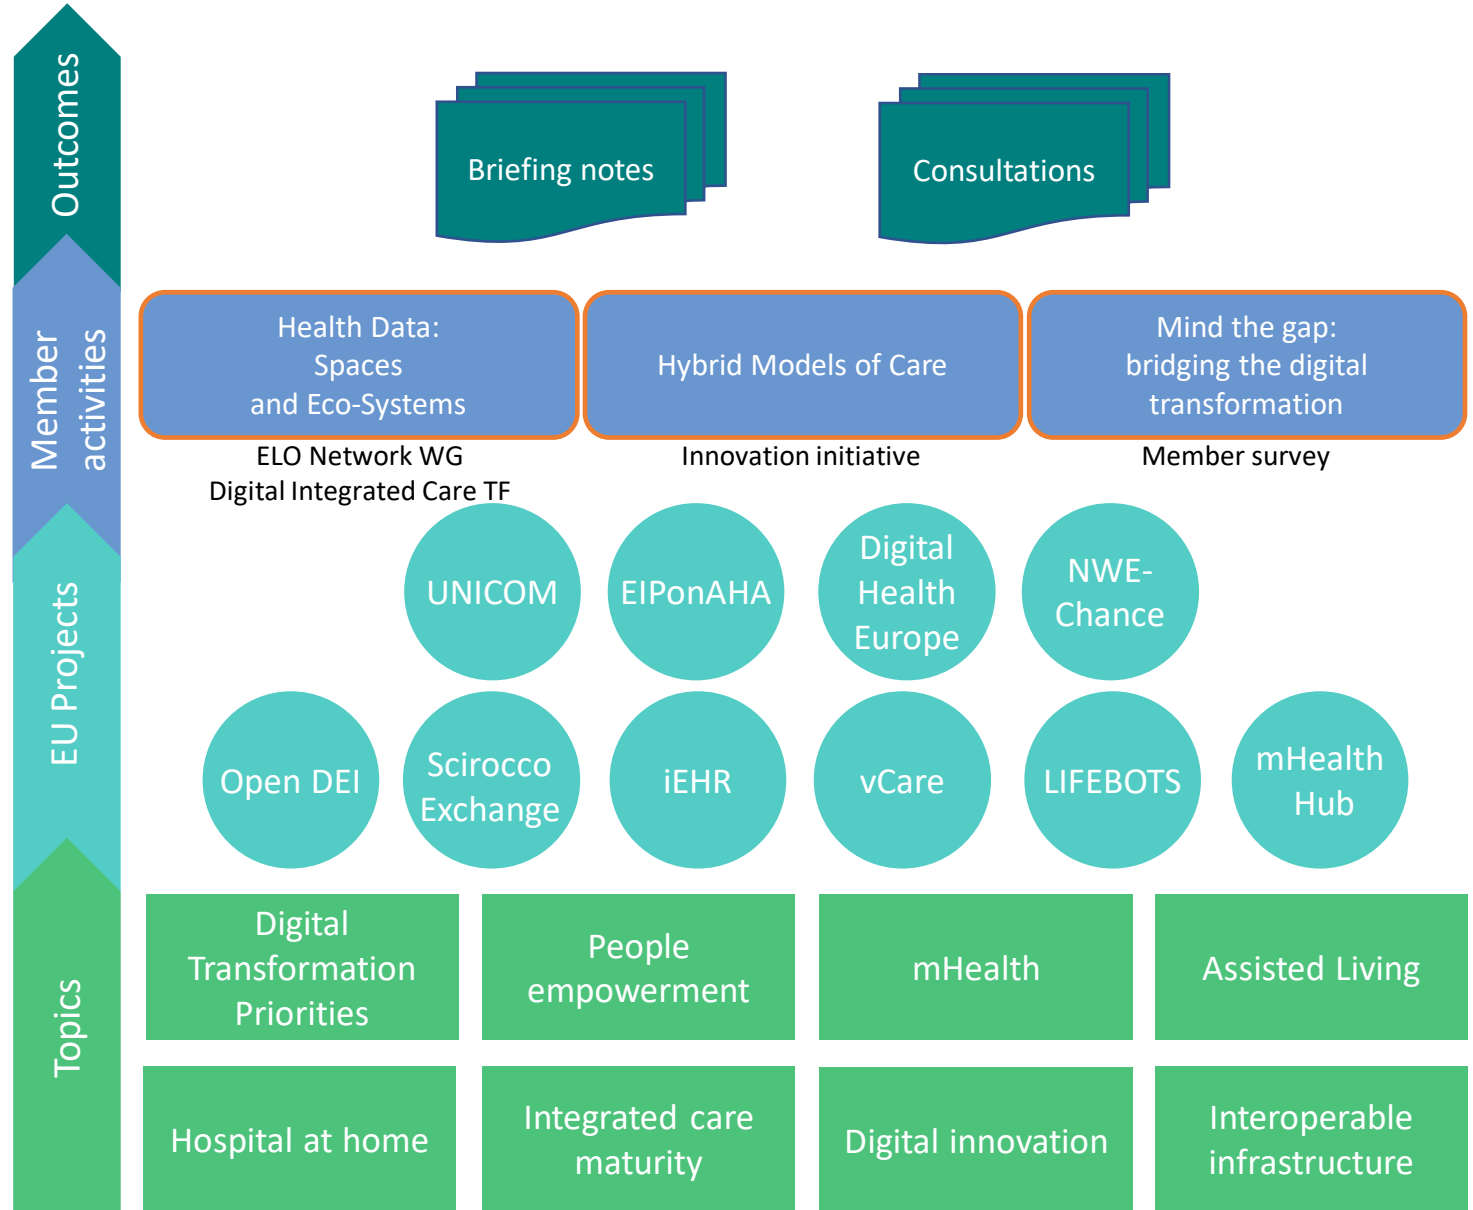 Outcomes
Briefing notes
Consultations
Member
activities
Health Data:
Spaces
and Eco-Systems
Hybrid Models of Care
Mind the gap:
bridging the digital
transformation
ELO Network WG
Digital Integrated Care TF
Innovation initiative
Member survey
EU Projects
UNICOM
EIPonAHA
Digital
Health
Europe
NWE-
Chance
Open DEI
Scirocco
Exchange
iEHR
vCare
LIFEBOTS
mHealth
Hub
Topics
Digital
Transformation
Priorities
People
empowerment
mHealth
Assisted Living
Hospital at home
Integrated care
maturity
Digital innovation
Interoperable
infrastructure